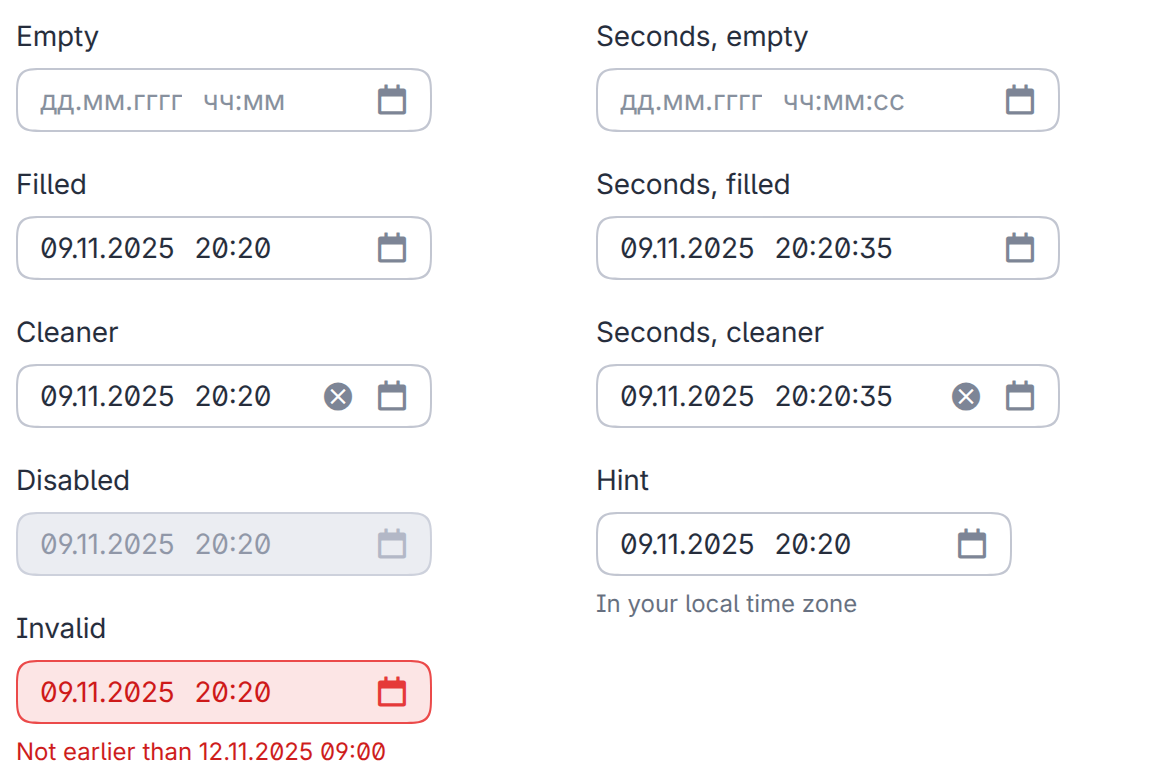 Empty
дд.мм.гггг чч:мм
Filled
09.11.2025 20:20
Cleaner
09.11.2025 20:20
Disabled
09.11.2025 20:20
Invalid
09.11.2025 20:20
Not earlier than 12.11.2025 09:00
Seconds, empty
дд.мм.гггг чч:мм:сс
Seconds, filled
09.11.2025 20:20:35
Seconds, cleaner
09.11.2025 20:20:35
Hint
09.11.2025 20:20
In your local time zone